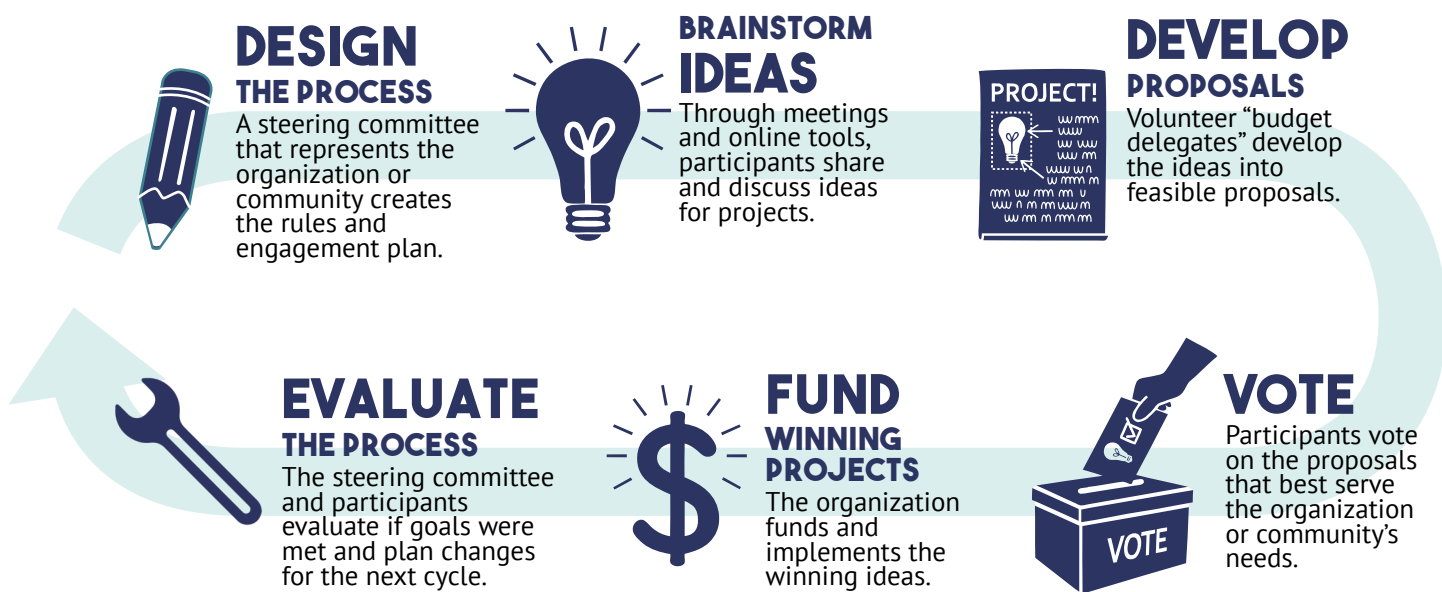 DESIGN
THE PROCESS
A steering committee
that represents the
organization or
community creates
the rules and
engagement plan.
BRAINSTORM
IDEAS
Through meetings
and online tools,
participants share
and discuss ideas
for projects.
PROJECT!
DEVELOP
PROPOSALS
Volunteer “budget
delegates” develop
the ideas into
feasible proposals.
VOTE
Participants vote
on the proposals
that best serve
the organization
or community’s
needs.
VOTE
FUND
WINNING
PROJECTS
The organization
funds and
implements the
winning ideas.
EVALUATE
THE PROCESS
The steering committee
and participants
evaluate if goals were
met and plan changes
for the next cycle.